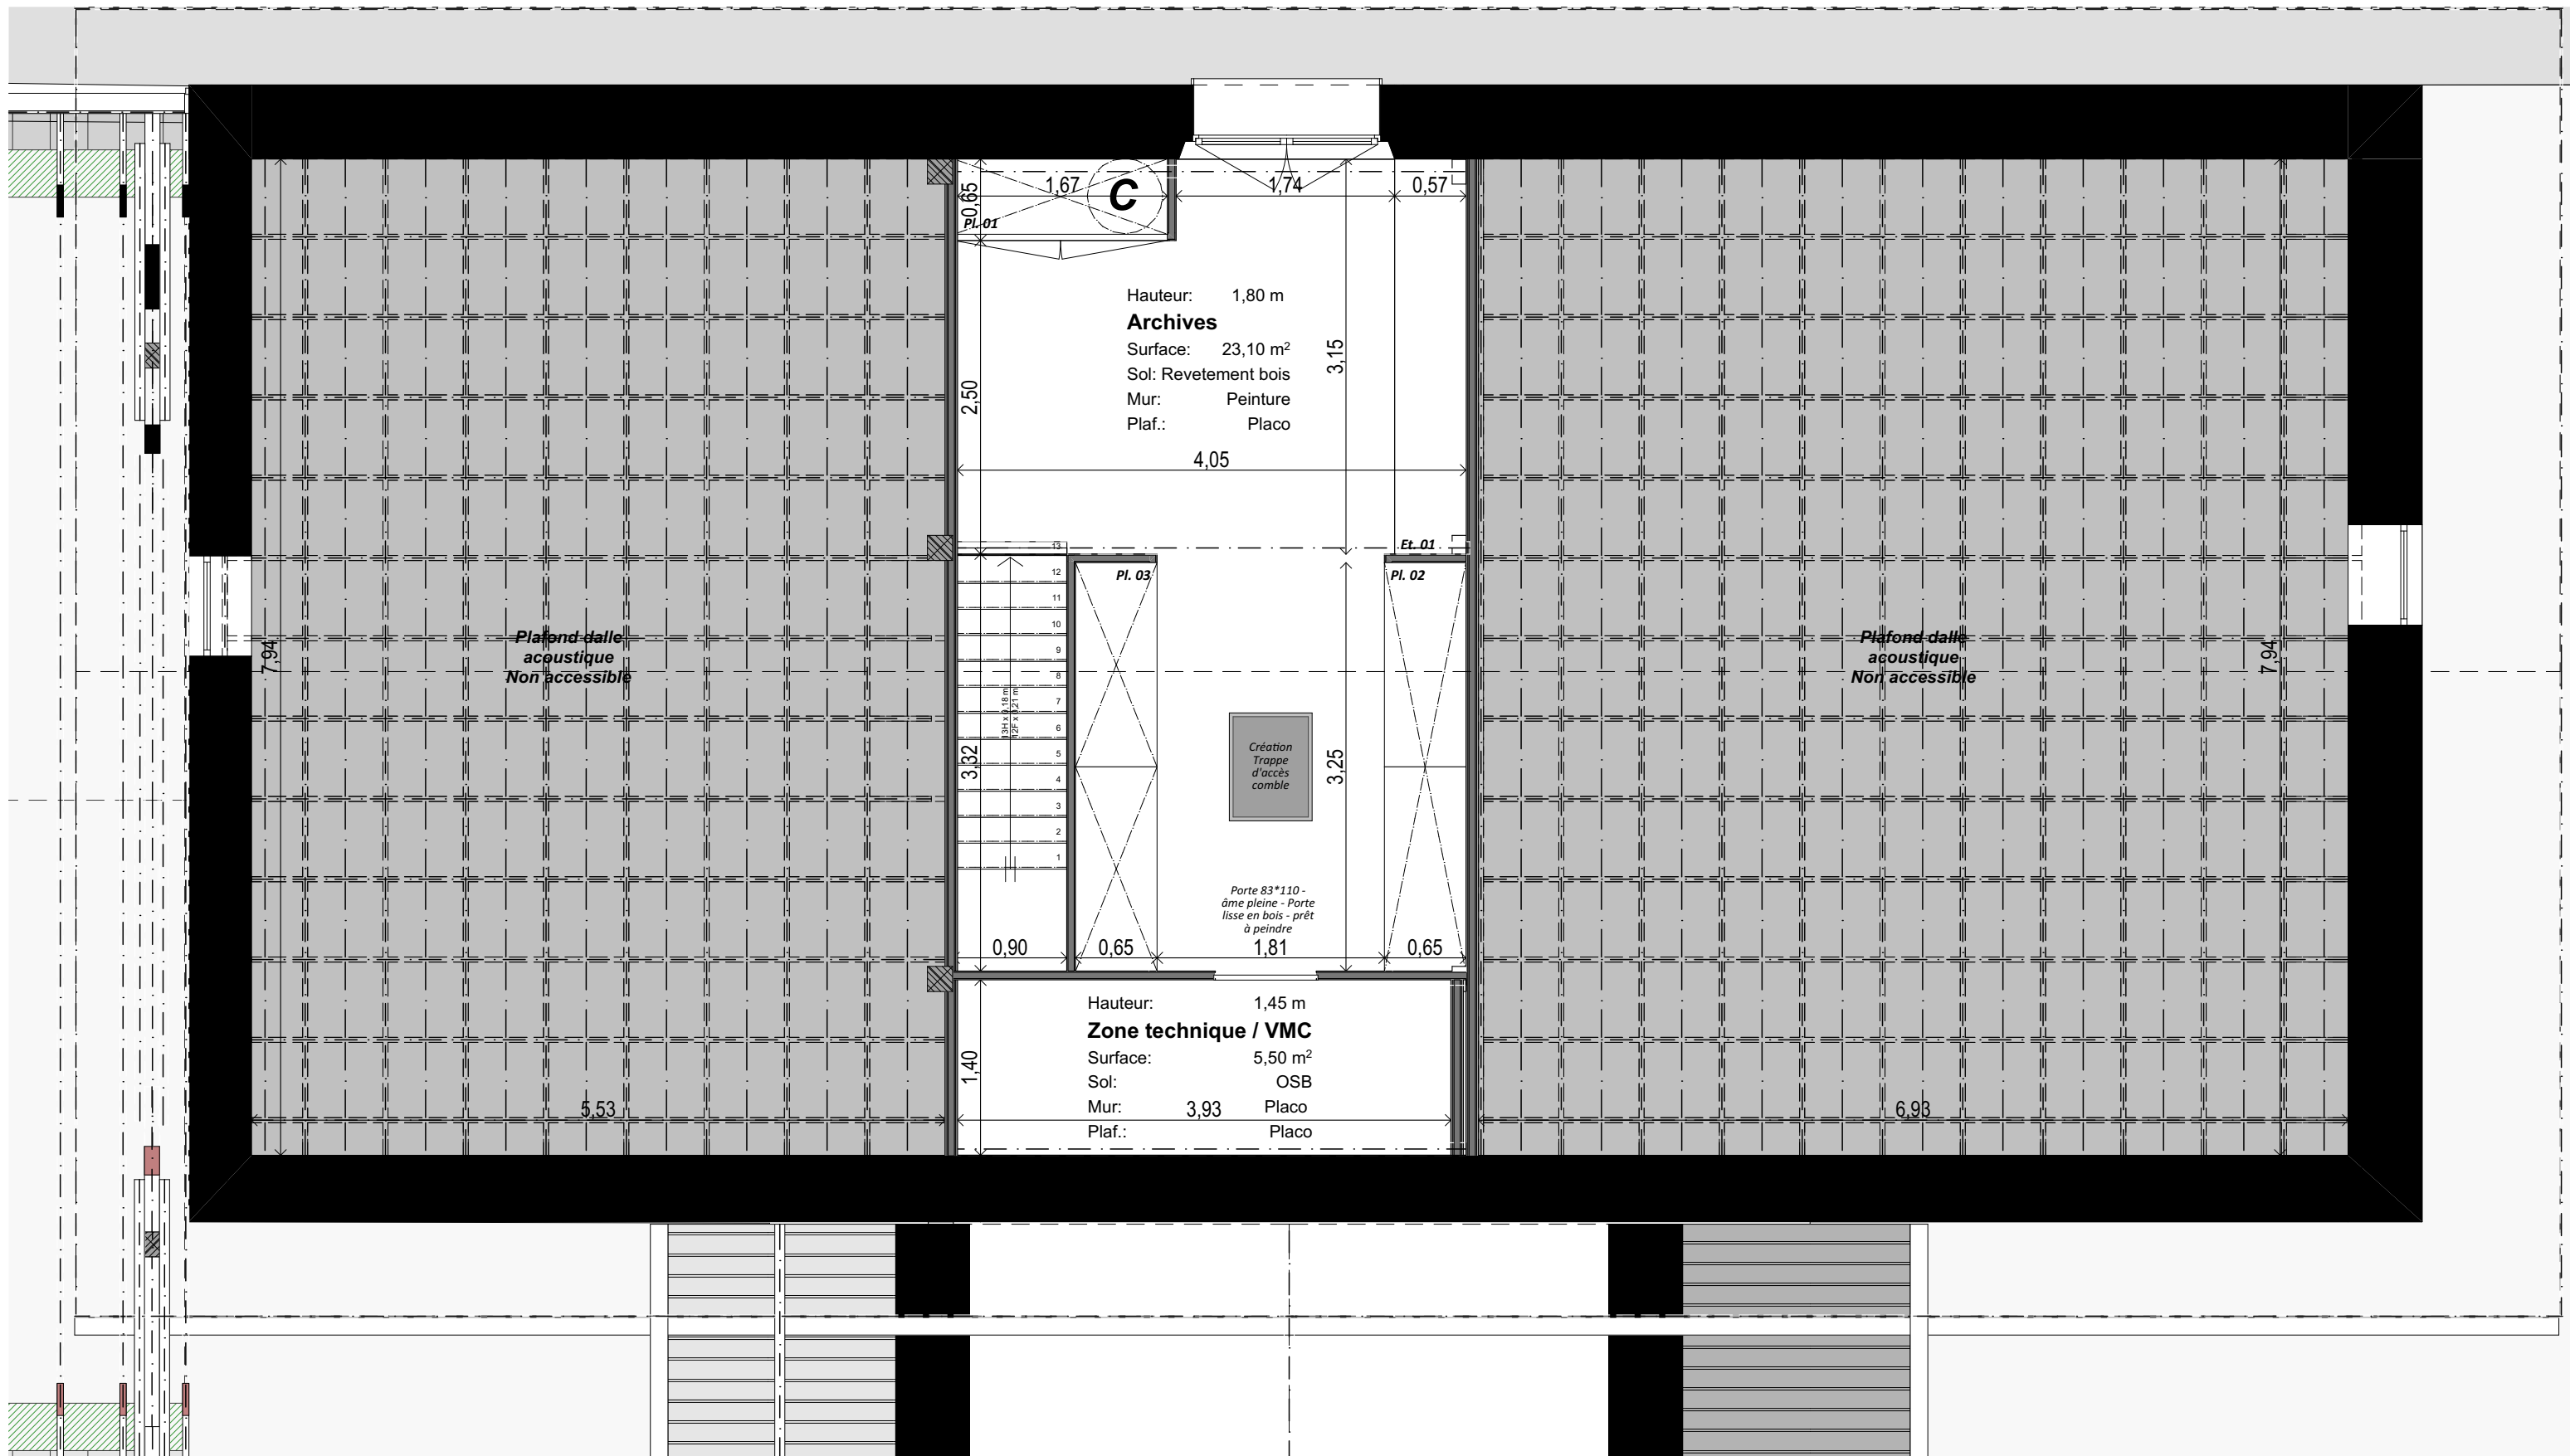 0,65
1,67
C
1,74
0,57
Pl. 01
Hauteur: 1,80 m
Archives
Surface: 23,10 m²
Sol: Revetement bois
Mur: Peinture
Plaf.: Placo
3,15
2,50
4,05
Et. 01
13
12
11
10
9
8
7
6
5
4
3
2
1
Pl. 03
Pl. 02
7,94
Plafond dalle
acoustique
Non accessible
Plafond dalle
acoustique
Non accessible
7,94
13H x 0,18 m
12F x 0,21 m
3,32
Création
Trappe
d'accès
comble
3,25
Porte 83*110 -
âme pleine - Porte
lisse en bois - prêt
à peindre
0,90
0,65
1,81
0,65
Hauteur: 1,45 m
Zone technique / VMC
Surface: 5,50 m²
Sol: OSB
Mur: Placo
Plaf.: Placo
1,40
5,53
3,93
6,93